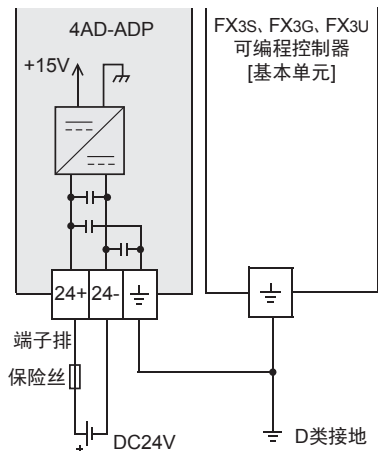 4AD-ADP
FX3S、FX3G、FX3U
可编程控制器
[基本单元]
+15V
24+ 24-
端子排
保险丝
+
DC24V
D类接地